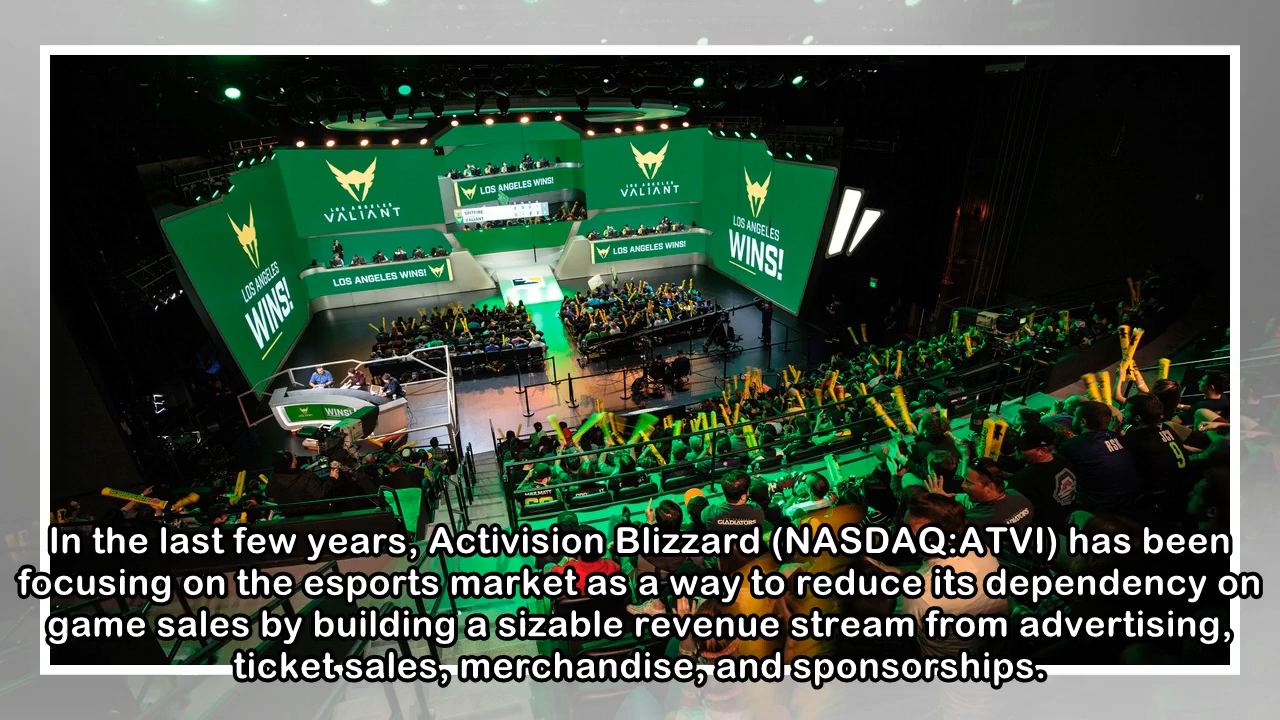 LOS ANGELES
VALIANT
LOS ANGELES WINS!
SPITFIRE
VALIANT
LOS ANGELES
VALIANT
LOS ANGELES
WINS!
LOS ANGELES WINS!
LOS ANGELES WINS!
LOS ANGELES
WINS!
WINS!
GLADIATORS
In the last few years, Activision Blizzard (NASDAQ:ATVI) has been
focusing on the esports market as a way to reduce its dependency on
game sales by building a sizable revenue stream from advertising,
ticket sales, merchandise, and sponsorships.